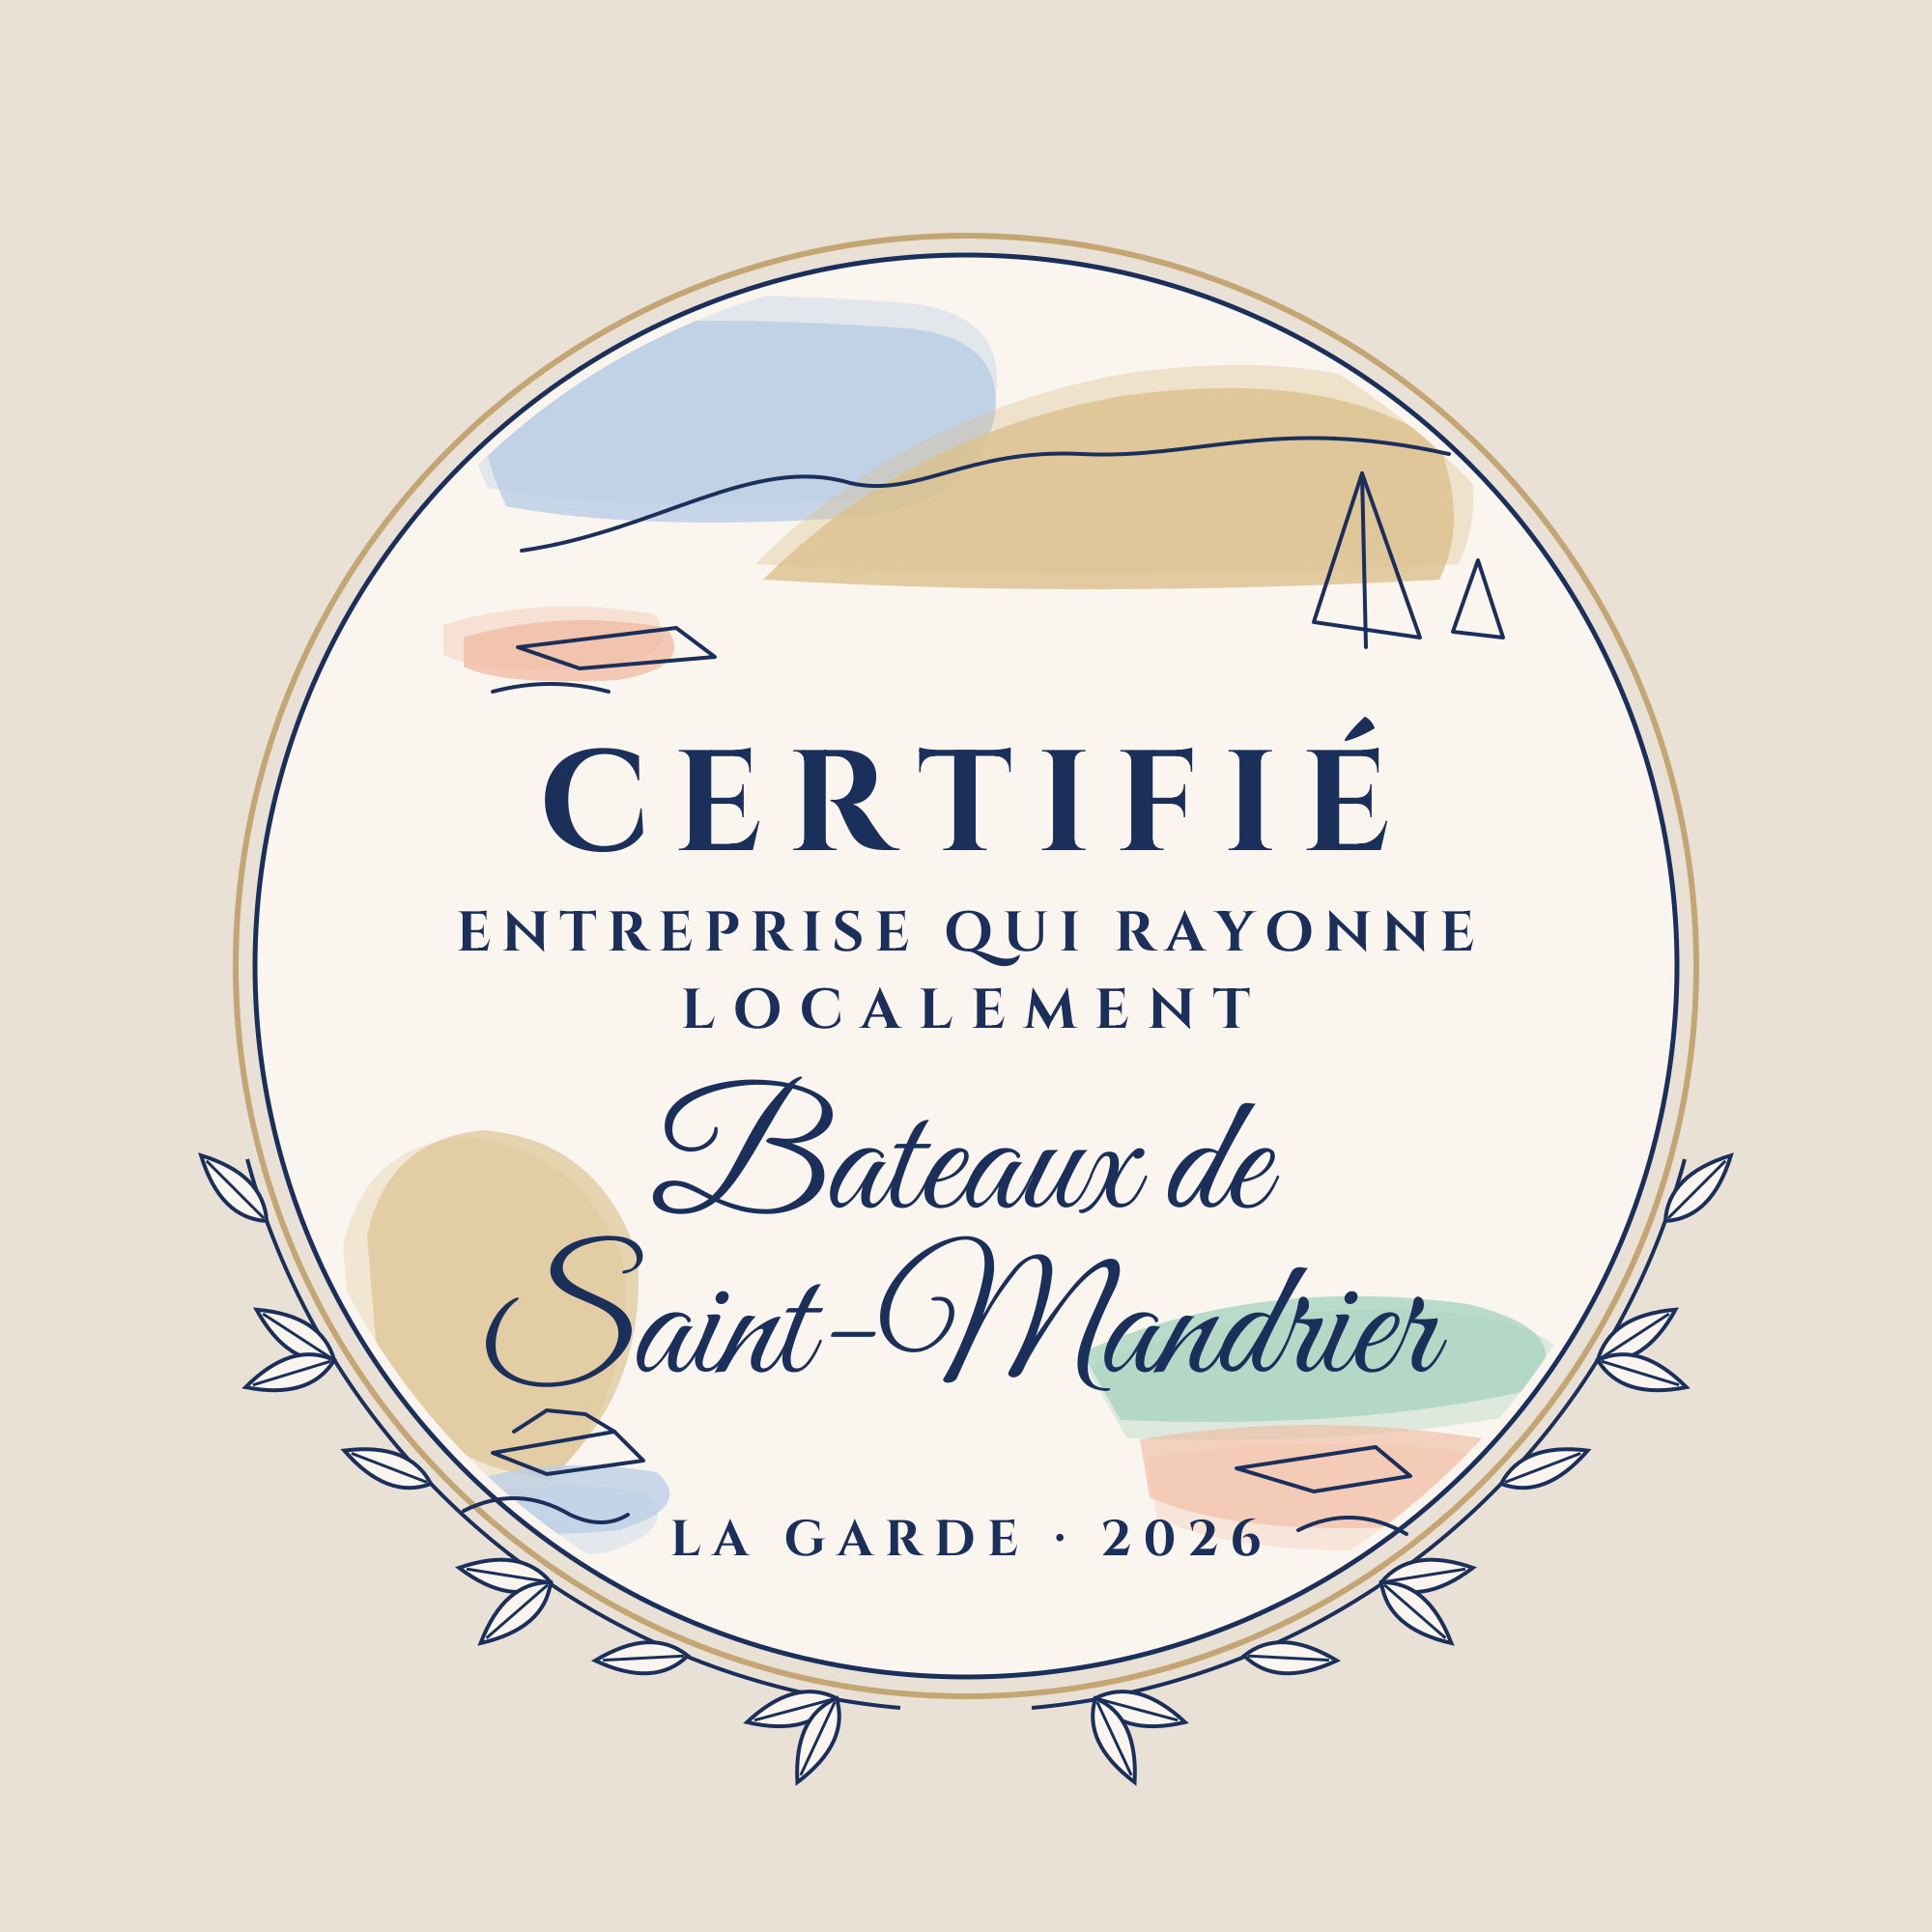 CERTIFIÉ
ENTREPRISE QUI RAYONNE
LOCALEMENT
Bateaux de
Saint-Mandrier
LA GARDE · 2026